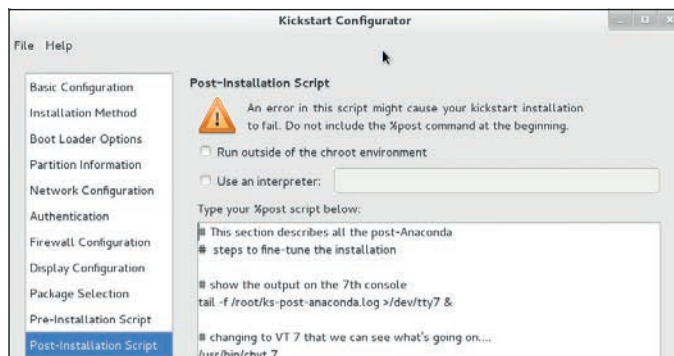 Kickstart Configurator
File Help
Basic Configuration
Installation Method
Boot Loader Options
Partition Information
Network Configuration
Authentication
Firewall Configuration
Display Configuration
Package Selection
Pre-Installation Script
Post-Installation Script
Post-Installation Script
An error in this script might cause your kickstart installation
to fail. Do not include the %post command at the beginning.
Run outside of the chroot environment
Use an interpreter:
Type your %post script below:
# This section describes all the post-Anaconda
# steps to fine-tune the installation
# show the output on the 7th console
tail -f /root/ks-post-anaconda.log >/dev/tty7 &
# changing to VT 7 that we can see what's going on....
/usr/bin/chvt 7